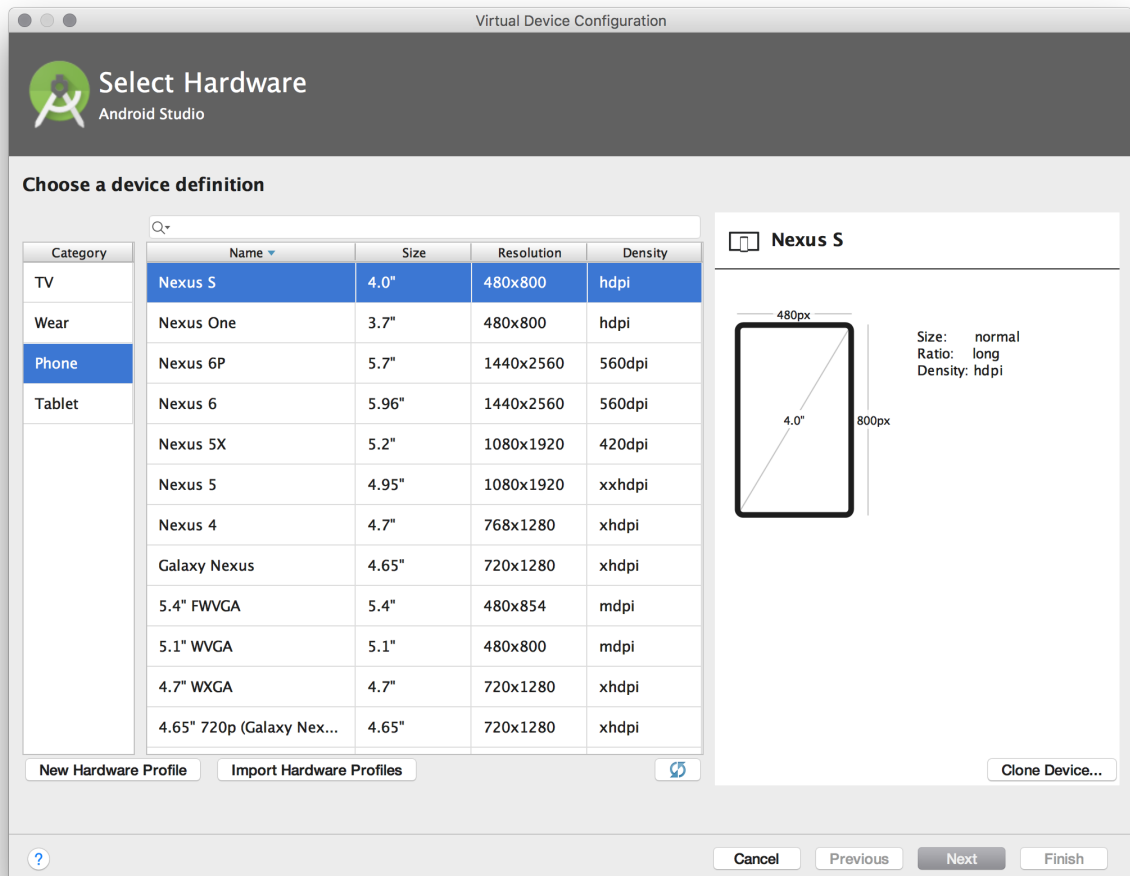 Virtual Device Configuration
Select Hardware
Android Studio
Choose a device definition
Category
TV
Wear
Phone
Tablet
Name Size Resolution Density
Nexus S 4.0" 480x800 hdpi
Nexus One 3.7" 480x800 hdpi
Nexus 6P 5.7" 1440x2560 560dpi
Nexus 6 5.96" 1440x2560 560dpi
Nexus 5X 5.2" 1080x1920 420dpi
Nexus 5 4.95" 1080x1920 xxhdpi
Nexus 4 4.7" 768x1280 xhdpi
Galaxy Nexus 4.65" 720x1280 xhdpi
5.4" FWVGA 5.4" 480x854 mdpi
5.1" WVGA 5.1" 480x800 mdpi
4.7" WXGA 4.7" 720x1280 xhdpi
4.65" 720p (Galaxy Nex... 4.65" 720x1280 xhdpi
New Hardware Profile Import Hardware Profiles
Nexus S
480px
4.0"
800px
Size: normal
Ratio: long
Density: hdpi
Clone Device...
? Cancel Previous Next Finish